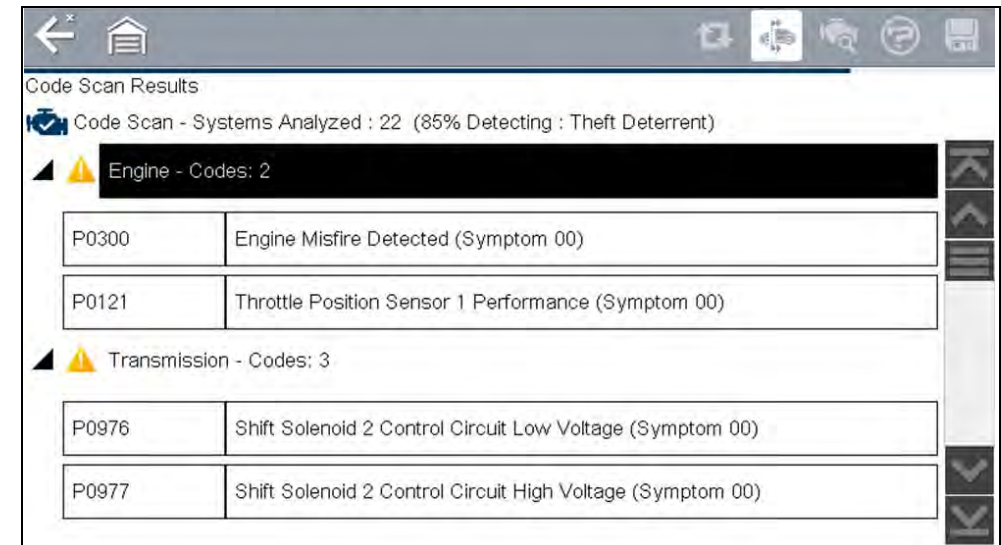 Code Scan Results
Code Scan - Systems Analyzed : 22 (85% Detecting : Theft Deterrent)
Engine - Codes: 2
P0300 Engine Misfire Detected (Symptom 00)
P0121 Throttle Position Sensor 1 Performance (Symptom 00)
Transmission - Codes: 3
P0976 Shift Solenoid 2 Control Circuit Low Voltage (Symptom 00)
P0977 Shift Solenoid 2 Control Circuit High Voltage (Symptom 00)